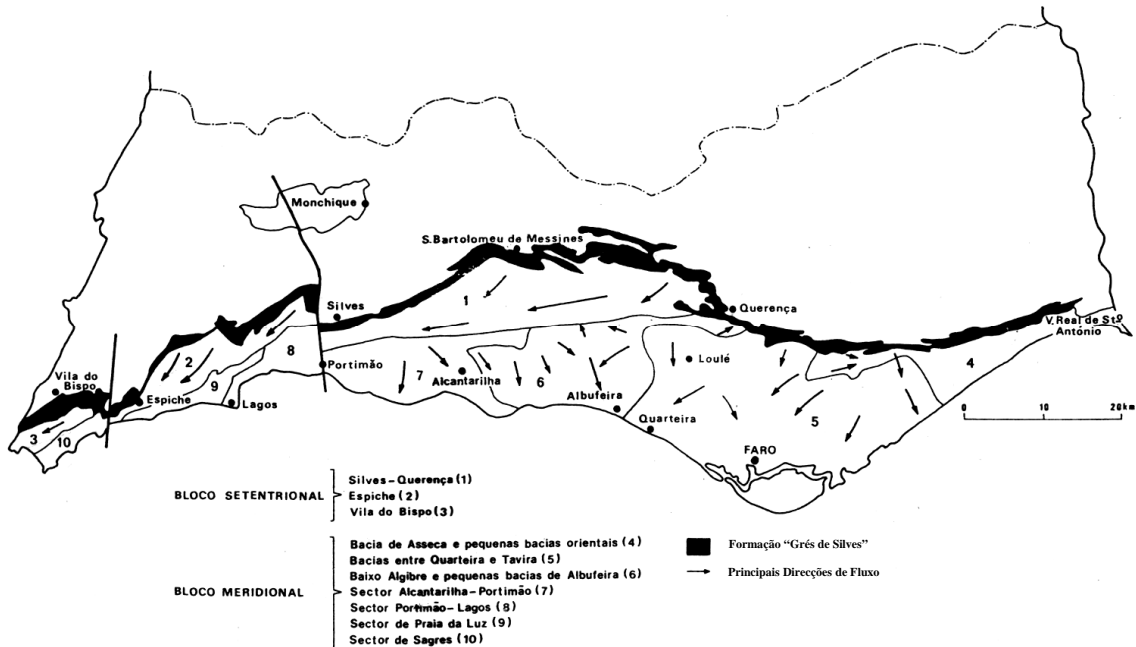 Monchique
S. Bartolomeu de Messines
Silves
1
Querença
V. Real de Stº
António
8
Portimão
2
Loulé
4
7
Vila do
Bispo
9
Alcantarilha
6
Espiche
Lagos
Albufeira
Quarteira
5
0 10 20km
3
10
FARO
BLOCO SETENTRIONAL
Silves-Querença (1)
Espiche (2)
Vila do Bispo (3)
BLOCO MERIDIONAL
Bacia de Asseca e pequenas bacias orientais (4)
Bacias entre Quarteira e Tavira (5)
Baixo Algibre e pequenas bacias de Albufeira (6)
Sector Alcantarilha-Portimão (7)
Sector Portimão-Lagos (8)
Sector de Praia da Luz (9)
Sector de Sagres (10)
Formação “Grés de Silves”
Principais Direcções de Fluxo